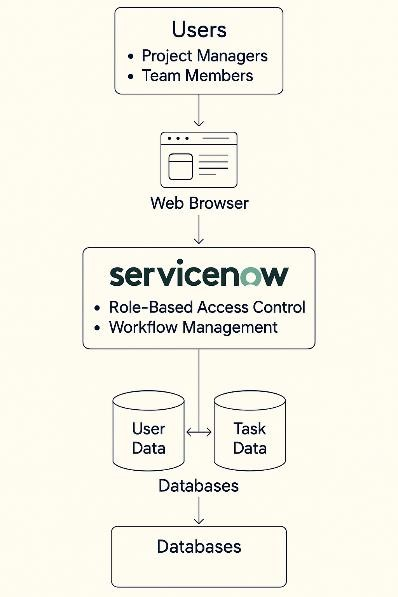 Users
• Project Managers
• Team Members
Web Browser
servicenow
• Role-Based Access Control
• Workflow Management
User
Data
Task
Data
Databases
Databases